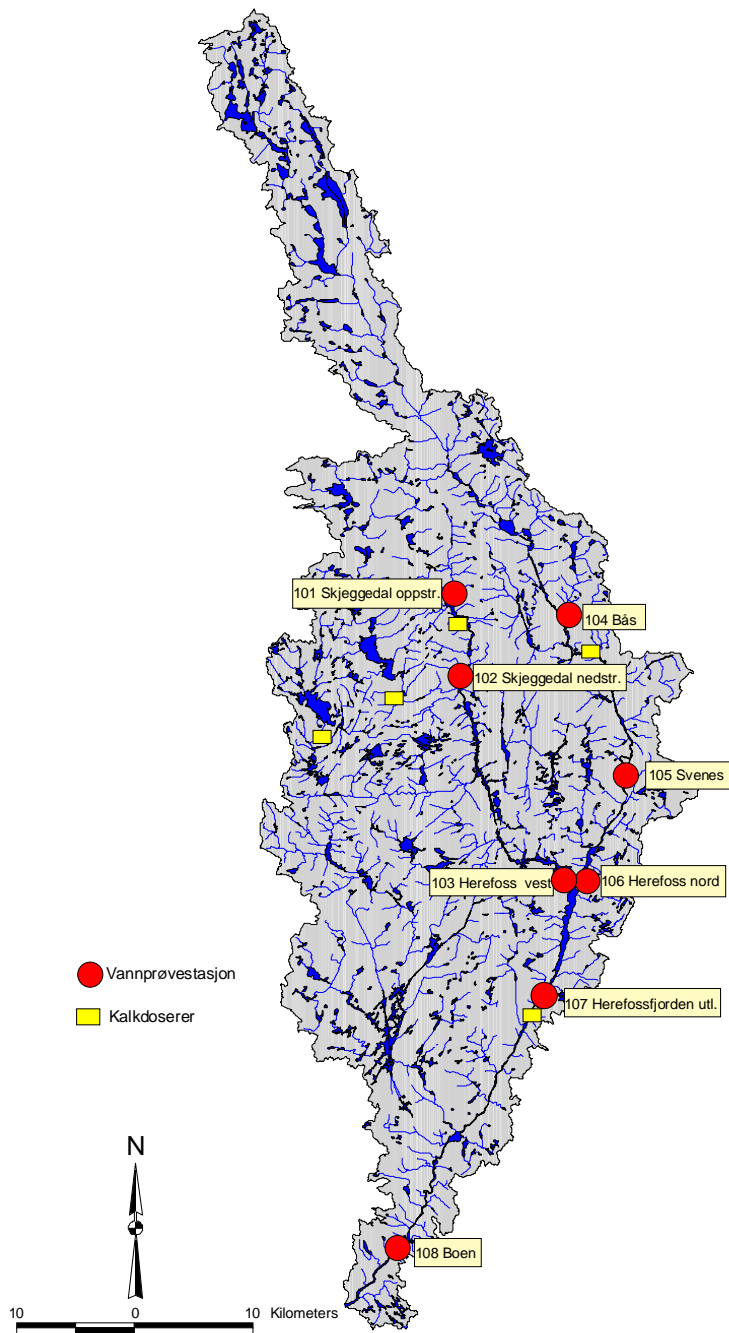 101 Skjeggedal oppstr.
104 Bås
102 Skjeggedal nedstr.
105 Svenes
103 Herefoss vest
106 Herefoss nord
Vannprøvestasjon
107 Herefossfjorden utl.
Kalkdoserer
N
108 Boen
10 0 10 Kilometers